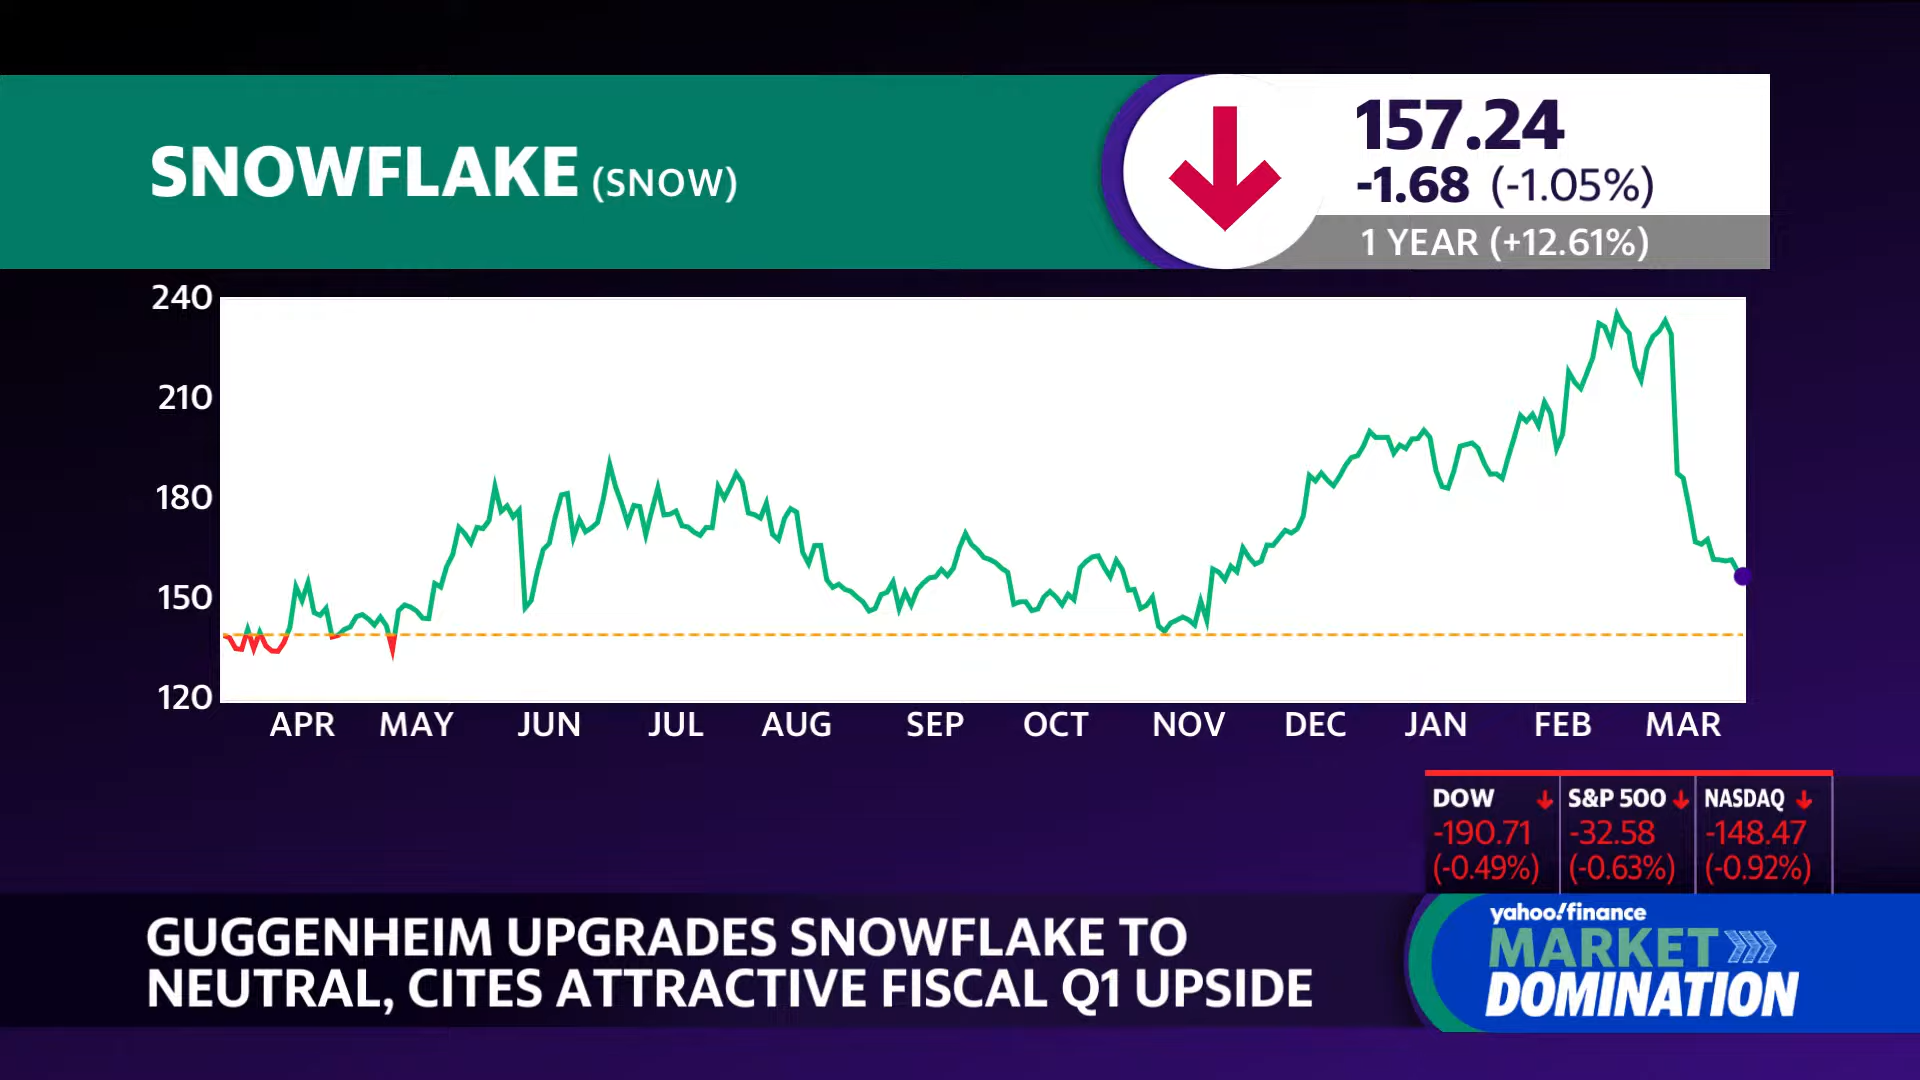 SNOWFLAKE (SNOW)
157.24
-1.68 (-1.05%)
1 YEAR (+12.61%)
240
210
180
150
120
APR MAY JUN JUL AUG SEP OCT NOV DEC JAN FEB MAR
DOW
-190.71
(-0.49%)
S&P 500
-32.58
(-0.63%)
NASDAQ
-148.47
(-0.92%)
GUGGENHEIM UPGRADES SNOWFLAKE TO
NEUTRAL, CITES ATTRACTIVE FISCAL Q1 UPSIDE
yahoo!finance
MARKET
DOMINATION